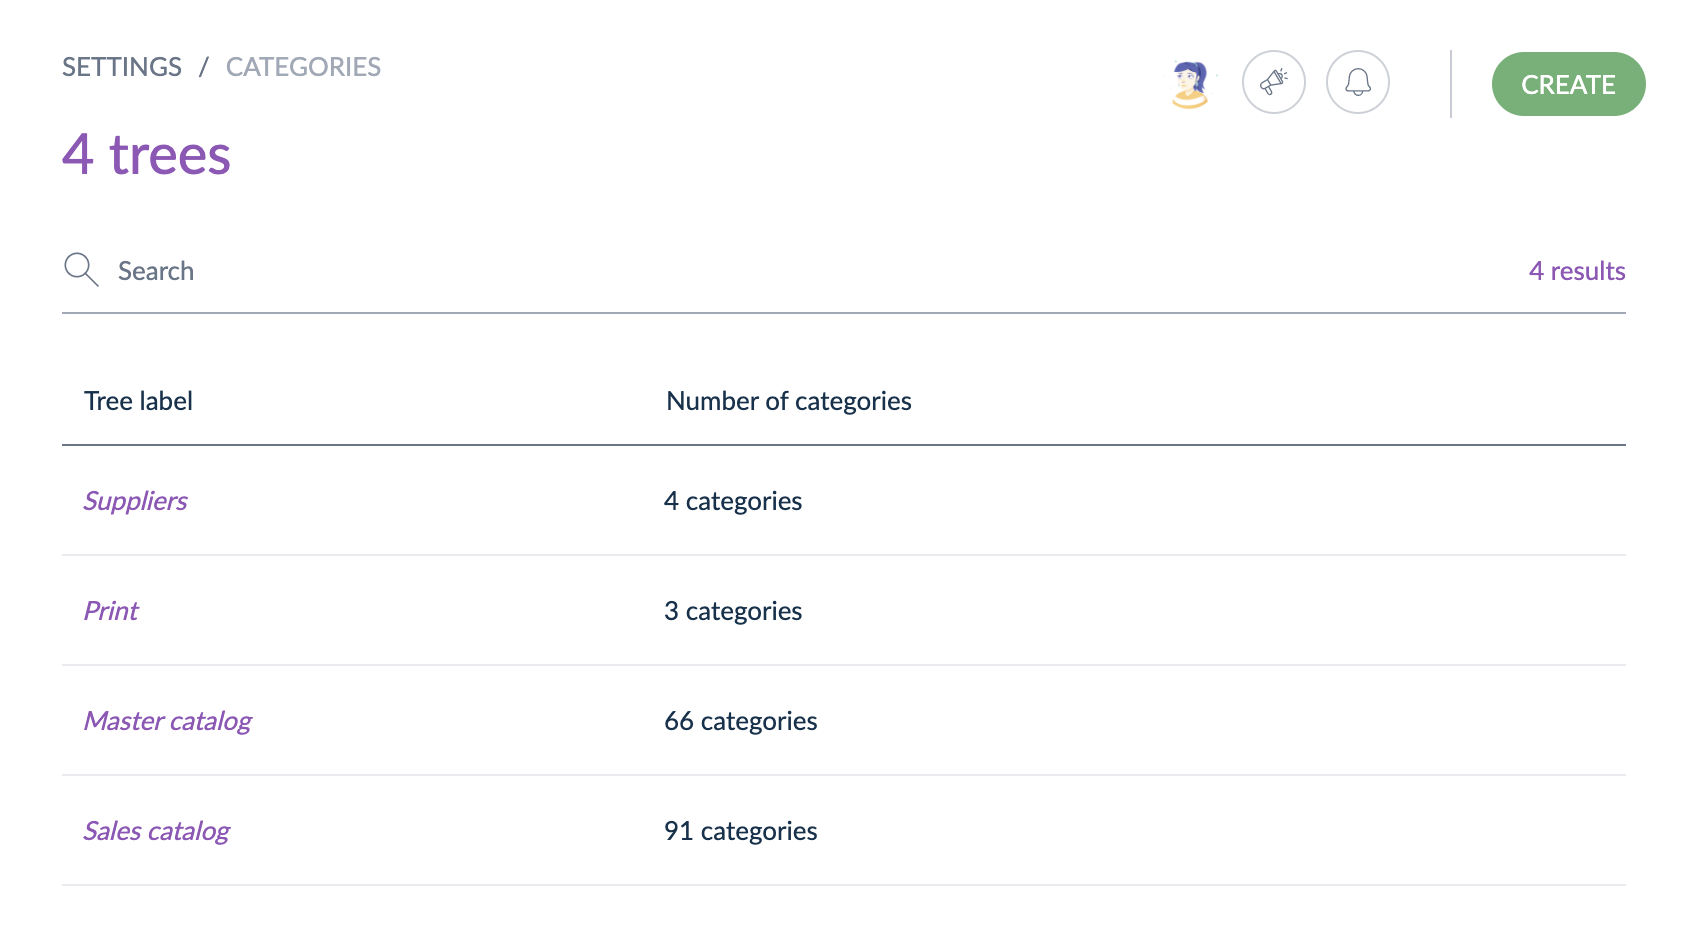 SETTINGS / CATEGORIES
CREATE
4 trees
Search
4 results
Tree label Number of categories
Suppliers 4 categories
Print 3 categories
Master catalog 66 categories
Sales catalog 91 categories